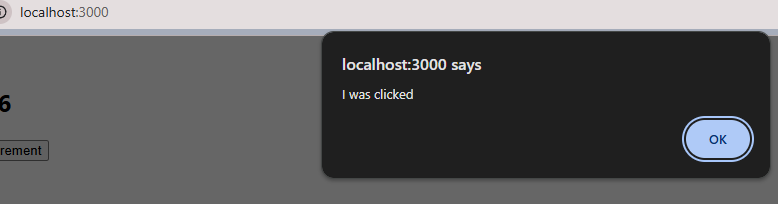 localhost:3000
localhost:3000 says
I was clicked
6
rement
OK